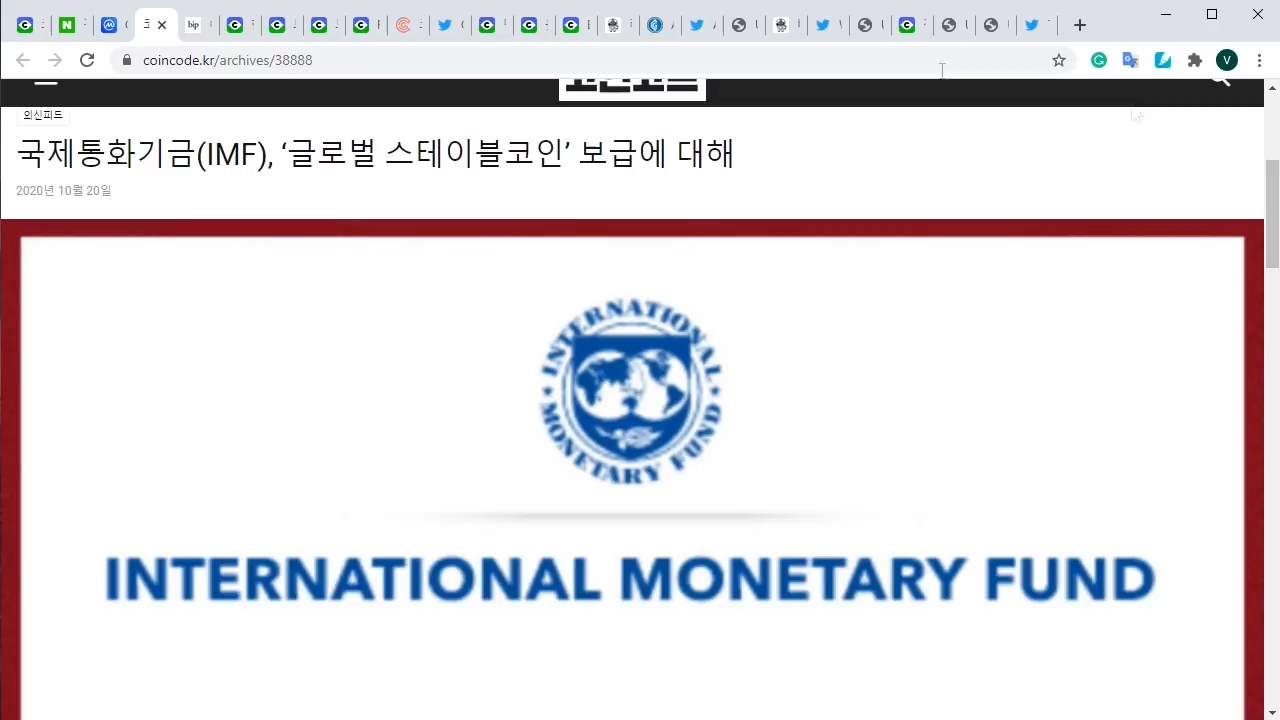 coincode.kr/archives/38888
V
외신피드
국제통화기금(IMF), ‘글로벌 스테이블코인’ 보급에 대해
2020년 10월 20일
INTERNATIONAL
MONETARY FUND
INTERNATIONAL MONETARY FUND